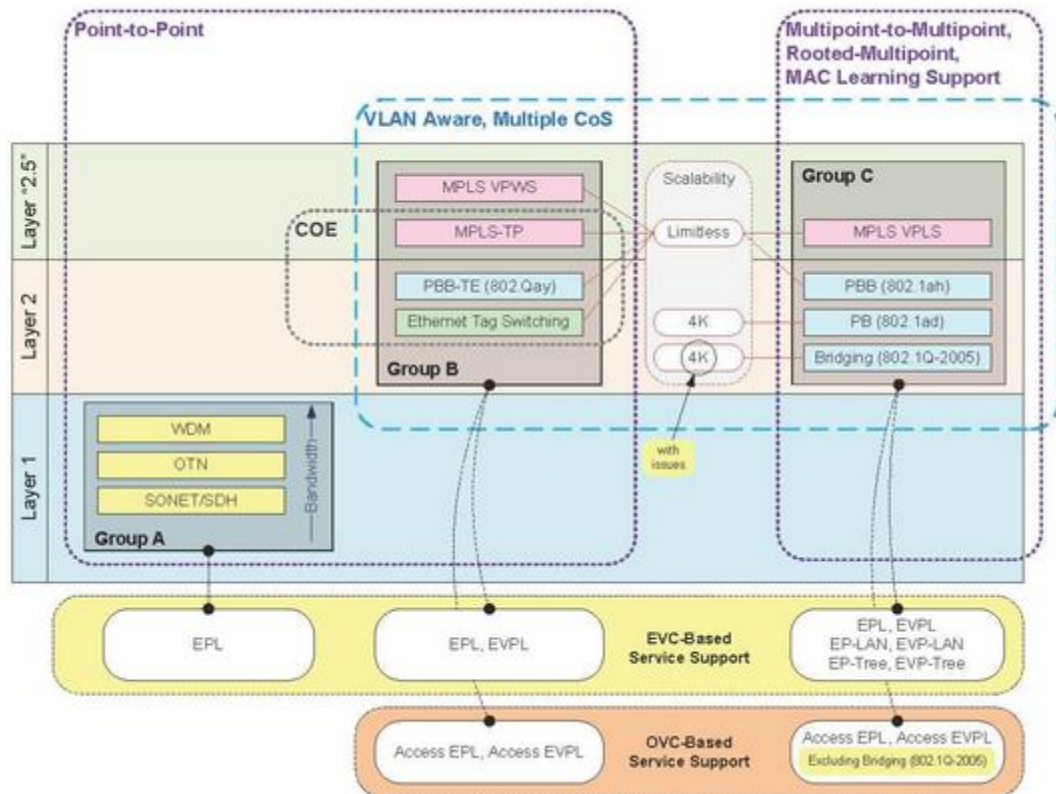 Point-to-Point
Multipoint-to-Multipoint,
Rooted-Multipoint,
MAC Learning Support
VLAN Aware, Multiple CoS
Layer "2.5"
Layer 2
Layer 1
COE
MPLS VPWS
MPLS-TP
PBB-TE (802.Qay)
Ethernet Tag Switching
Group B
Scalability
Limitless
4K
4K
with
issues
Group C
MPLS VPLS
PBB (802.1ah)
PB (802.1ad)
Bridging (802.1Q-2005)
WDM
OTN
SONET/SDH
Bandwidth
Group A
EPL
EPL, EVPL
EVC-Based
Service Support
EPL, EVPL
EP-LAN, EVP-LAN
EP-Tree, EVP-Tree
Access EPL, Access EVPL
OVC-Based
Service Support
Access EPL, Access EVPL
Excluding Bridging (802.1Q-2005)